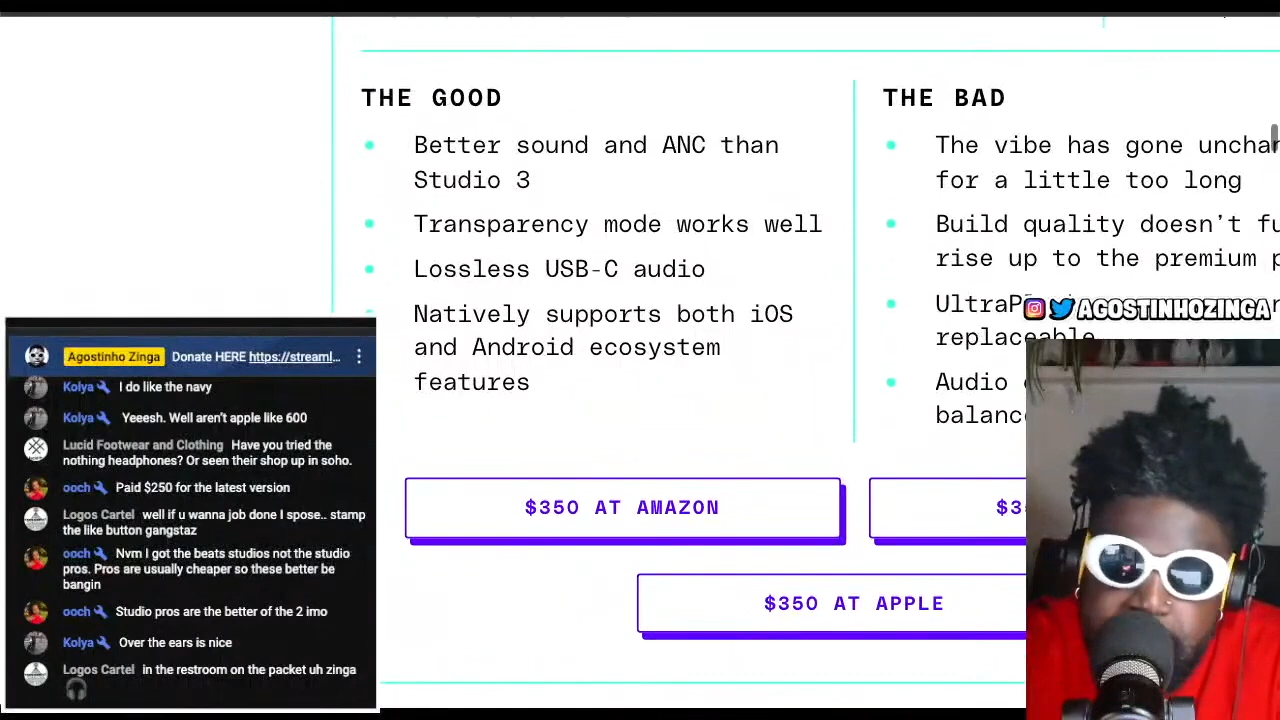 THE GOOD
Better sound and ANC than
Studio 3
Transparency mode works well
Lossless USB-C audio
Natively supports both iOS
and Android ecosystem
features
THE BAD
The vibe has gone
for a little too long
Build quality doesn't
rise up to the premium
replaceable
Audio
$350 AT AMAZON
$350 AT APPLE
AGOSTINHOZINGA
Agostinho Zinga Donate HERE https://streaml...
Kolya I do like the navy
Kolya Yeeesh. Well aren't apple like 600
Lucid Footwear and Clothing Have you tried the
nothing headphones? Or seen their shop up in soho.
ooch Paid $250 for the latest version
Logos Cartel well if u wanna job done I spose.. stamp
the like button gangstaz
ooch Nvm I got the beats studios not the studio
pros. Pros are usually cheaper so these better be
bangin
ooch Studio pros are the better of the 2 imo
Kolya Over the ears is nice
Logos Cartel in the restroom on the packet uh zinga